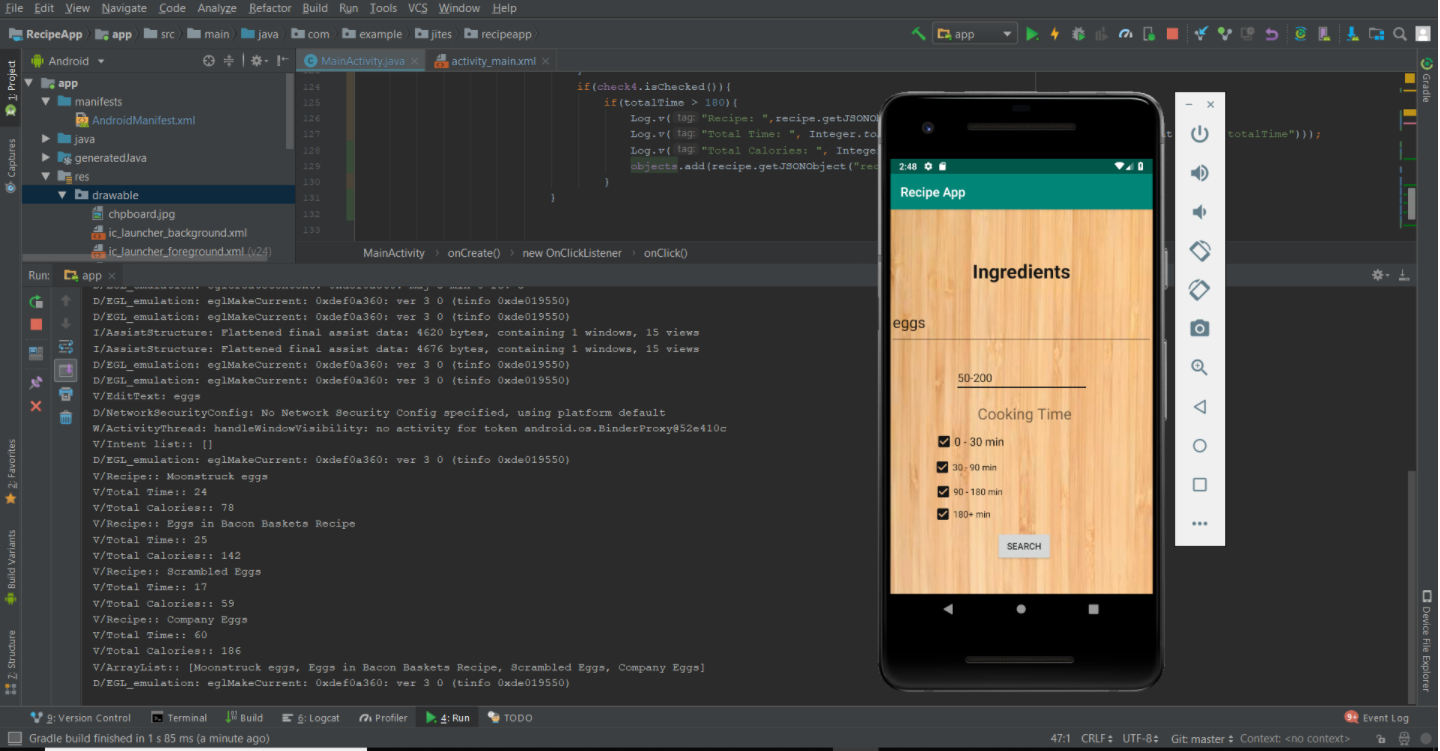 File Edit View Navigate Code Analyze Refactor Build Run Tools VCS Window Help
RecipeApp app src main java com example jites recipeapp app
Android MainActivity.java activity_main.xml
1: Project
Captures
2: Favorites
Build Variants
Z: Structure
app
manifests
AndroidManifest.xml
java
generatedJava
res
drawable
chpboard.jpg
ic_launcher_background.xml
ic_launcher_foreground.xml (v24)
124 if(check4.isChecked()){
125 if(totalTime > 180){
126 Log.v( tag: "Recipe: ",recipe.getJSONOb
127 Log.v( tag: "Total Time: ", Integer.to totalTime")));
128 Log.v( tag: "Total Calories: ", Integer
129 objects.add(recipe.getJSONObject("rec
130 }
131 }
132
133
MainActivity › onCreate() › new OnClickListener › onClick()
Run: app
D/EGL_emulation: eglMakeCurrent: 0xdef0a360: ver 3 0 (tinfo 0xde019550)
D/EGL_emulation: eglMakeCurrent: 0xdef0a360: ver 3 0 (tinfo 0xde019550)
I/AssistStructure: Flattened final assist data: 4620 bytes, containing 1 windows, 15 views
I/AssistStructure: Flattened final assist data: 4676 bytes, containing 1 windows, 15 views
D/EGL_emulation: eglMakeCurrent: 0xdef0a360: ver 3 0 (tinfo 0xde019550)
D/EGL_emulation: eglMakeCurrent: 0xdef0a360: ver 3 0 (tinfo 0xde019550)
V/EditText: eggs
D/NetworkSecurityConfig: No Network Security Config specified, using platform default
W/ActivityThread: handleWindowVisibility: no activity for token android.os.BinderProxy@52e410c
V/Intent list:: []
D/EGL_emulation: eglMakeCurrent: 0xdef0a360: ver 3 0 (tinfo 0xde019550)
V/Recipe:: Moonstruck eggs
V/Total Time:: 24
V/Total Calories:: 78
V/Recipe:: Eggs in Bacon Baskets Recipe
V/Total Time:: 25
V/Total Calories:: 142
V/Recipe:: Scrambled Eggs
V/Total Time:: 17
V/Total Calories:: 59
V/Recipe:: Company Eggs
V/Total Time:: 60
V/Total Calories:: 186
V/ArrayList:: [Moonstruck eggs, Eggs in Bacon Baskets Recipe, Scrambled Eggs, Company Eggs]
D/EGL_emulation: eglMakeCurrent: 0xdef0a360: ver 3 0 (tinfo 0xde019550)
2:48
Recipe App
Ingredients
eggs
50-200
Cooking Time
0 - 30 min
30 - 90 min
90 - 180 min
180+ min
SEARCH
Gradle
Device File Explorer
9: Version Control Terminal Build 6: Logcat Profiler 4: Run TODO 9+ Event Log
Gradle build finished in 1 s 85 ms (a minute ago) 47:1 CRLF UTF-8 Git: master Context: <no context>